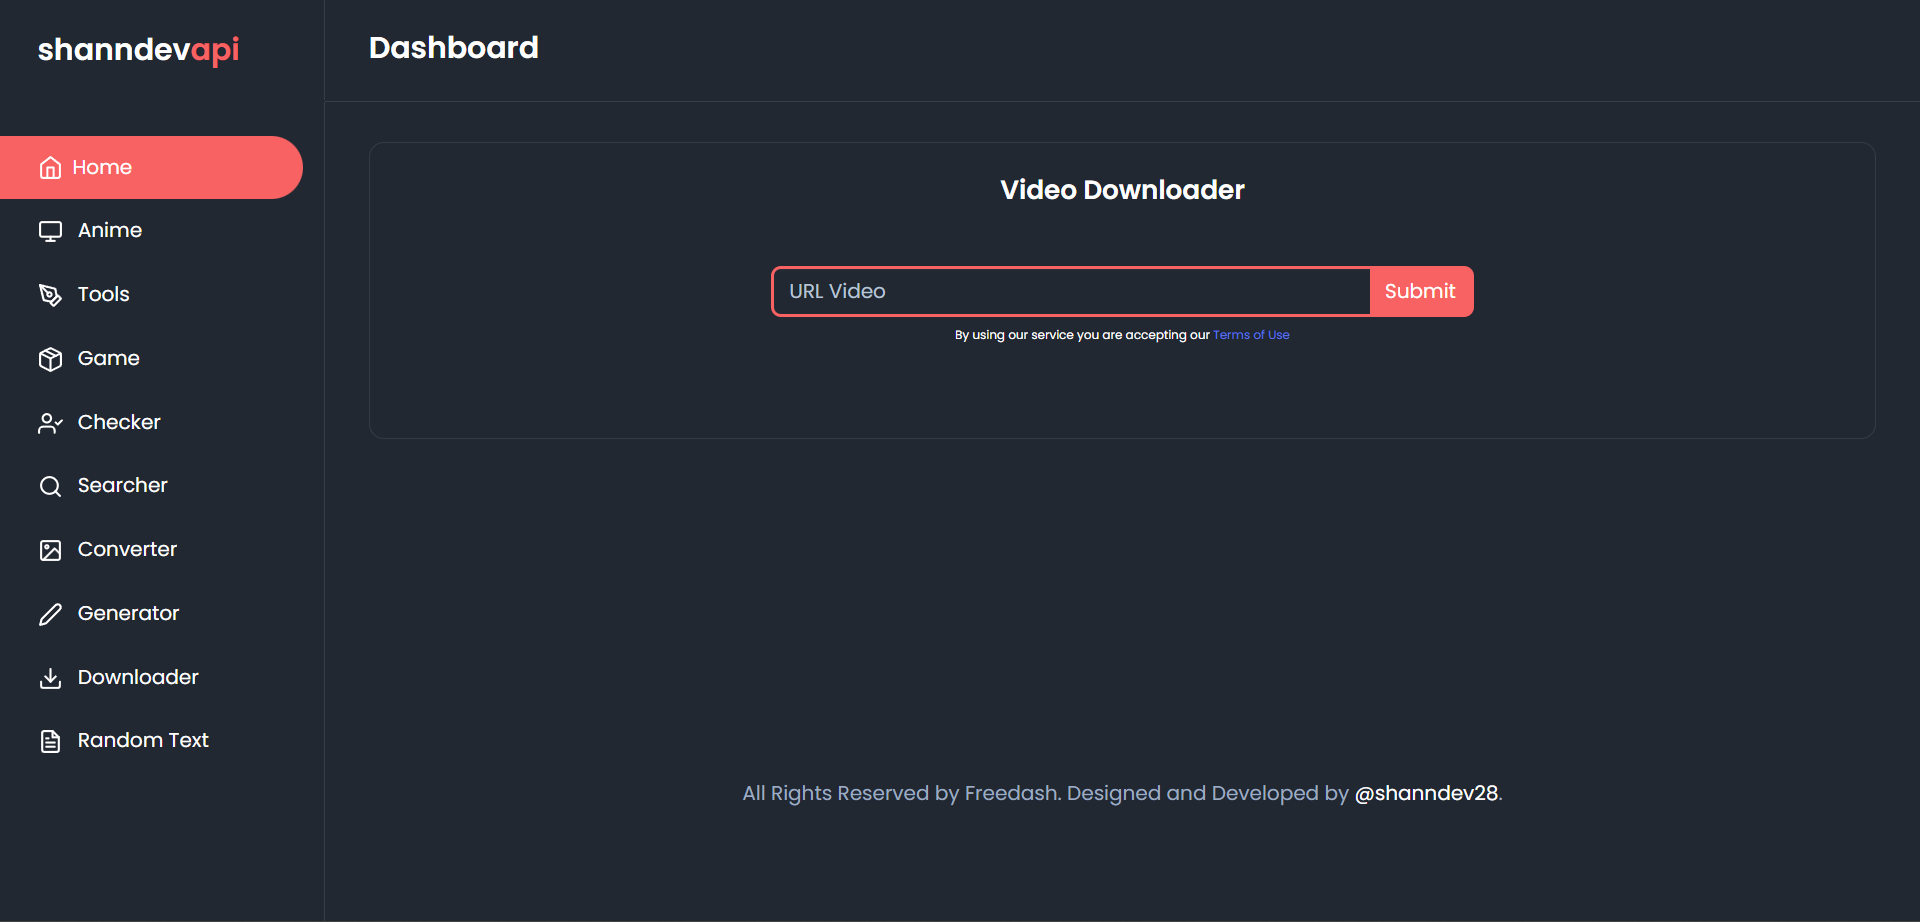 shanndevapi
Home
Anime
Tools
Game
Checker
Searcher
Converter
Generator
Downloader
Random Text
Dashboard
Video Downloader
URL Video
Submit
By using our service you are accepting our Terms of Use
All Rights Reserved by Freedash. Designed and Developed by @shanndev28.